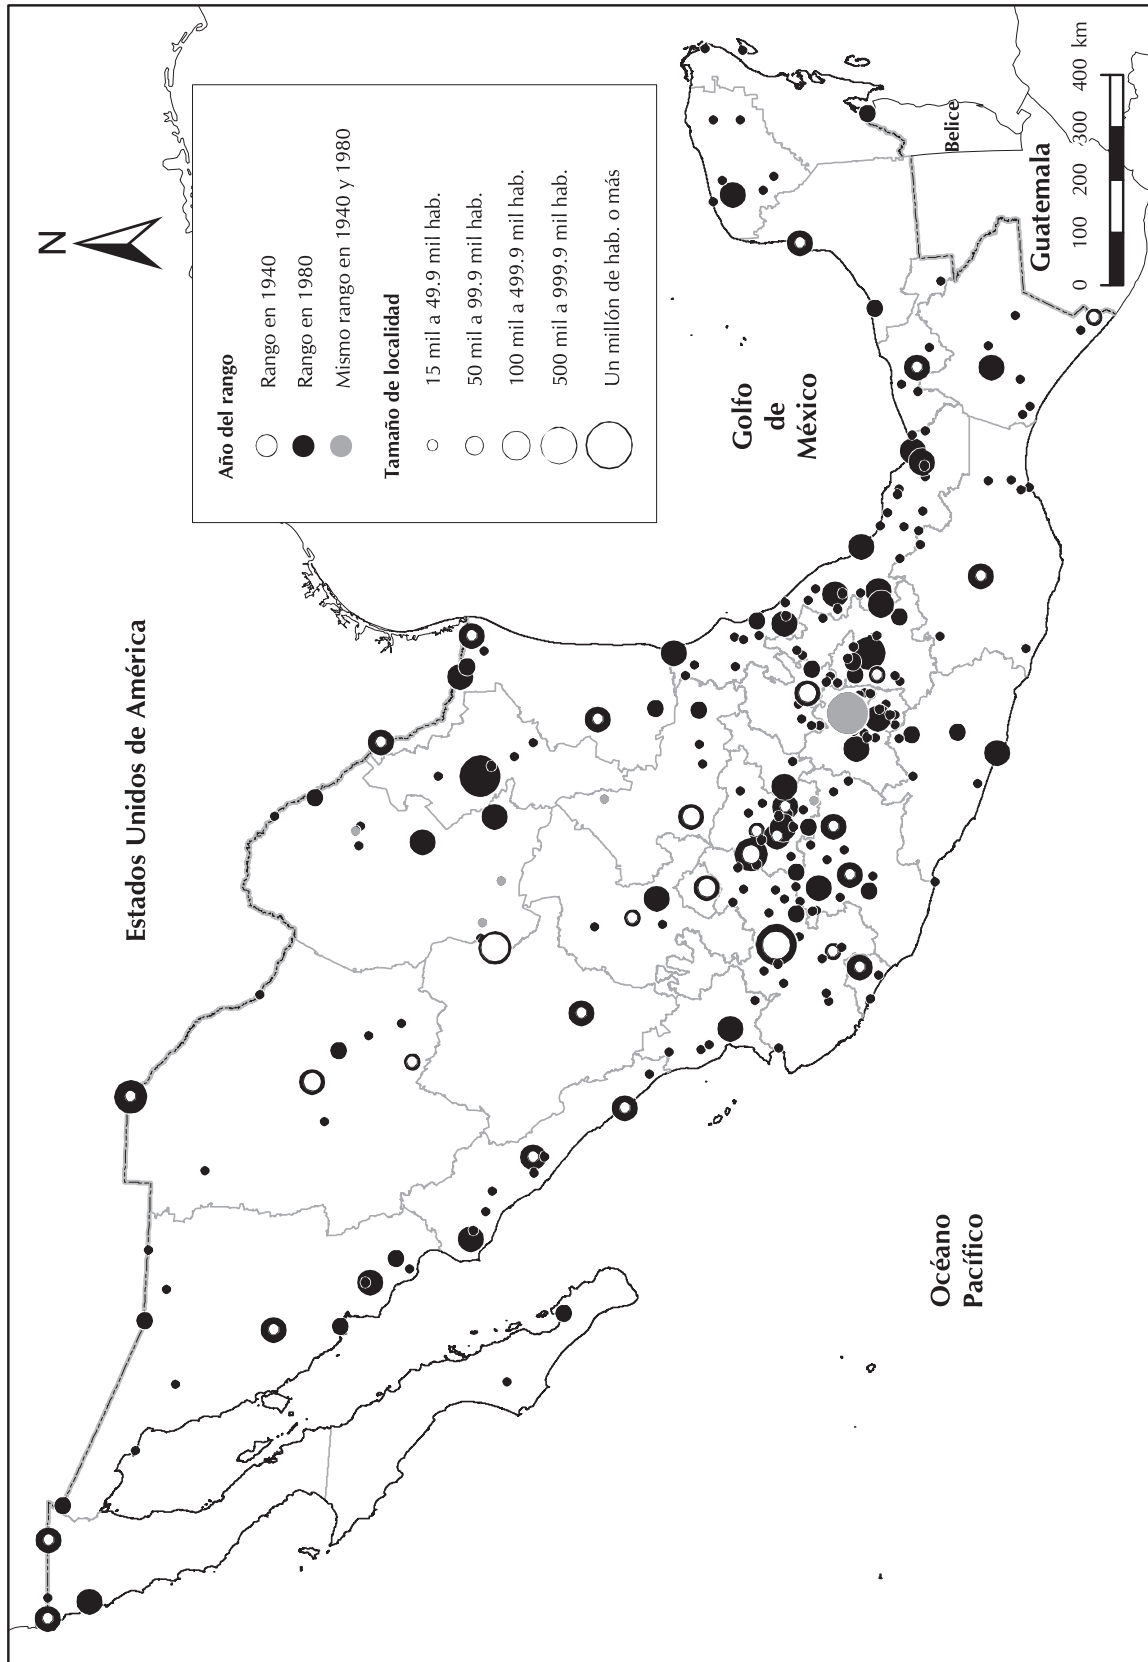 Estados Unidos de América
N
Año del rango
Rango en 1940
Rango en 1980
Mismo rango en 1940 y 1980
Tamaño de localidad
15 mil a 49.9 mil hab.
50 mil a 99.9 mil hab.
100 mil a 499.9 mil hab.
500 mil a 999.9 mil hab.
Un millón de hab. o más
Golfo
de
México
Océano
Pacífico
Belice
Guatemala
0 100 200 300 400 km